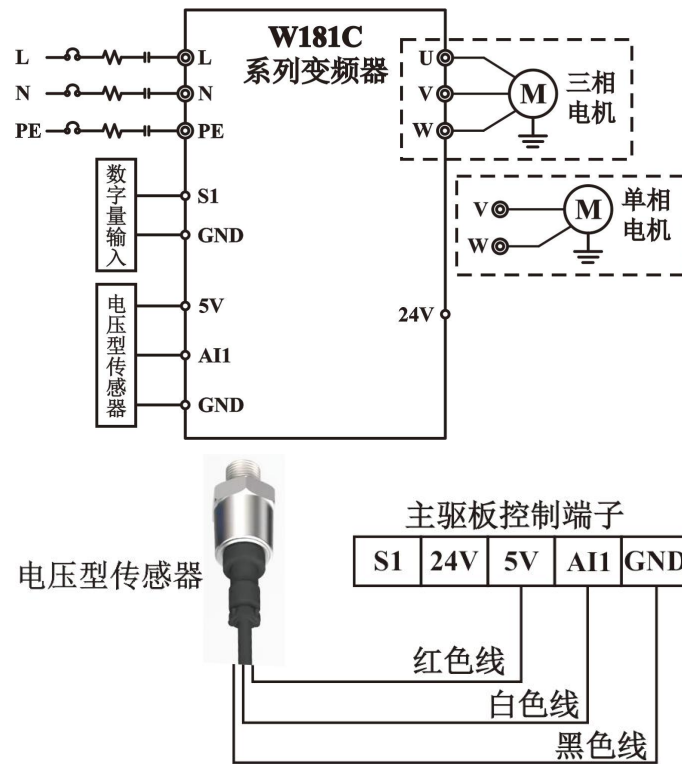 W181C
系列变频器
L
L
N
N
PE
PE
U
V
W
M
三相
电机
数字量输入
S1
GND
V
W
M
单相
电机
电压型传感器
5V
AI1
GND
24V
主驱板控制端子
S1 24V 5V AI1 GND
电压型传感器
红色线
白色线
黑色线